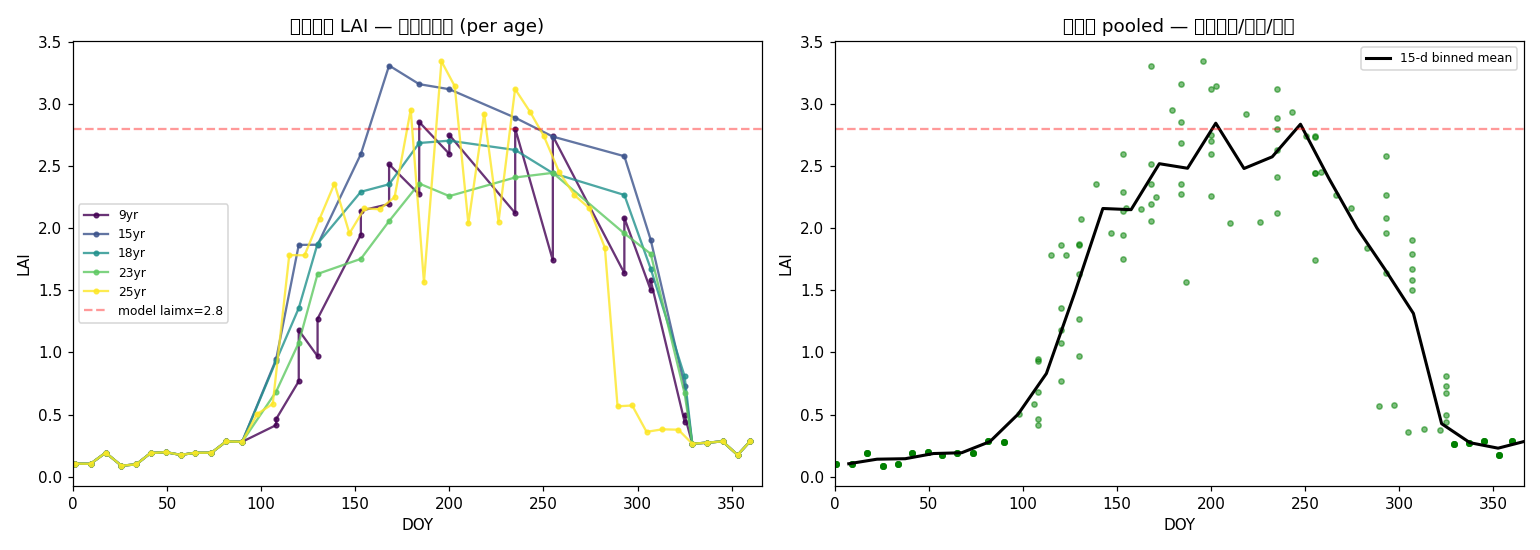 LAI — (per age)
3.5
3.0
2.5
2.0
1.5
1.0
0.5
0.0
LAI
9yr
15yr
18yr
23yr
25yr
model laimx=2.8
0 50 100 150 200 250 300 350
DOY
pooled — / /
3.5
3.0
2.5
2.0
1.5
1.0
0.5
0.0
LAI
15-d binned mean
0 50 100 150 200 250 300 350
DOY